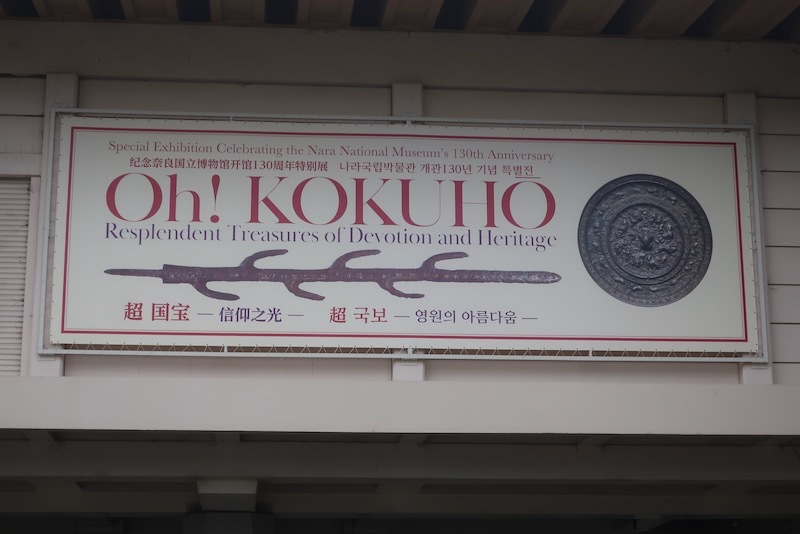 Special Exhibition Celebrating the Nara National Museum's 130th Anniversary
纪念奈良国立博物馆开馆130周年特别展 나라국립박물관 개관130년 기념 특별전
Oh! KOKUHO
Resplendent Treasures of Devotion and Heritage
超 国宝 — 信仰之光 — 超 국보 — 영원의 아름다움 —